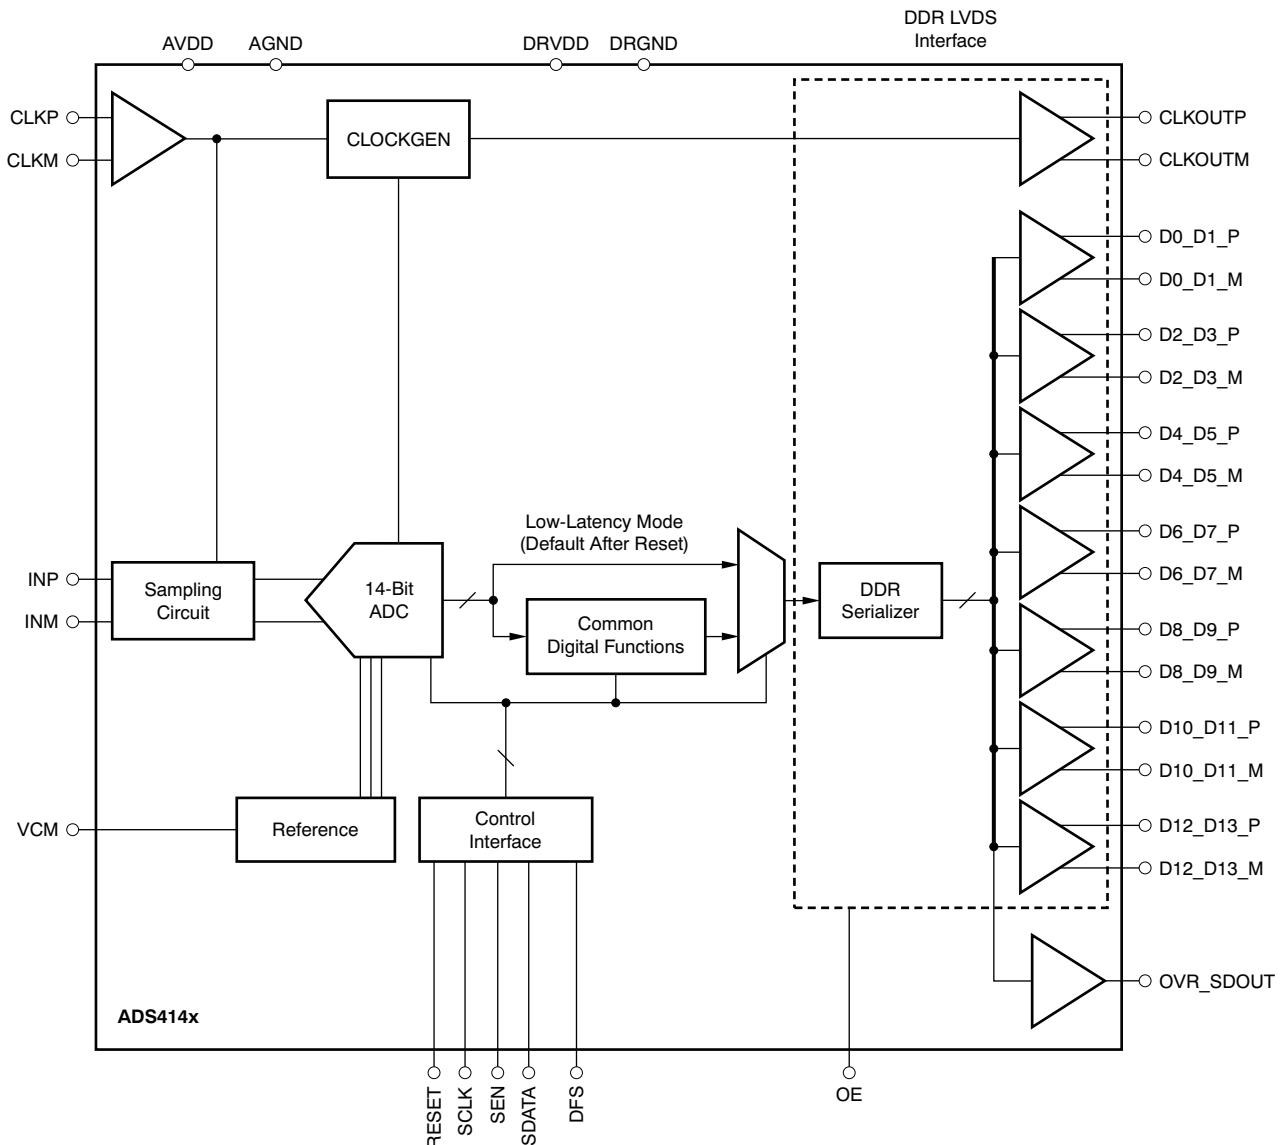 DDR LVDS
Interface
AVDD
AGND
DRVDD
DRGND
CLKP
CLKM
CLOCKGEN
CLKOUTP
CLKOUTM
D0_D1_P
D0_D1_M
D2_D3_P
D2_D3_M
D4_D5_P
D4_D5_M
Low-Latency Mode
(Default After Reset)
D6_D7_P
D6_D7_M
INP
INM
Sampling
Circuit
14-Bit
ADC
Common
Digital Functions
DDR
Serializer
D8_D9_P
D8_D9_M
D10_D11_P
D10_D11_M
VCM
Reference
Control
Interface
D12_D13_P
D12_D13_M
OVR_SDOUT
ADS414x
RESET
SCLK
SEN
SDATA
DFS
OE